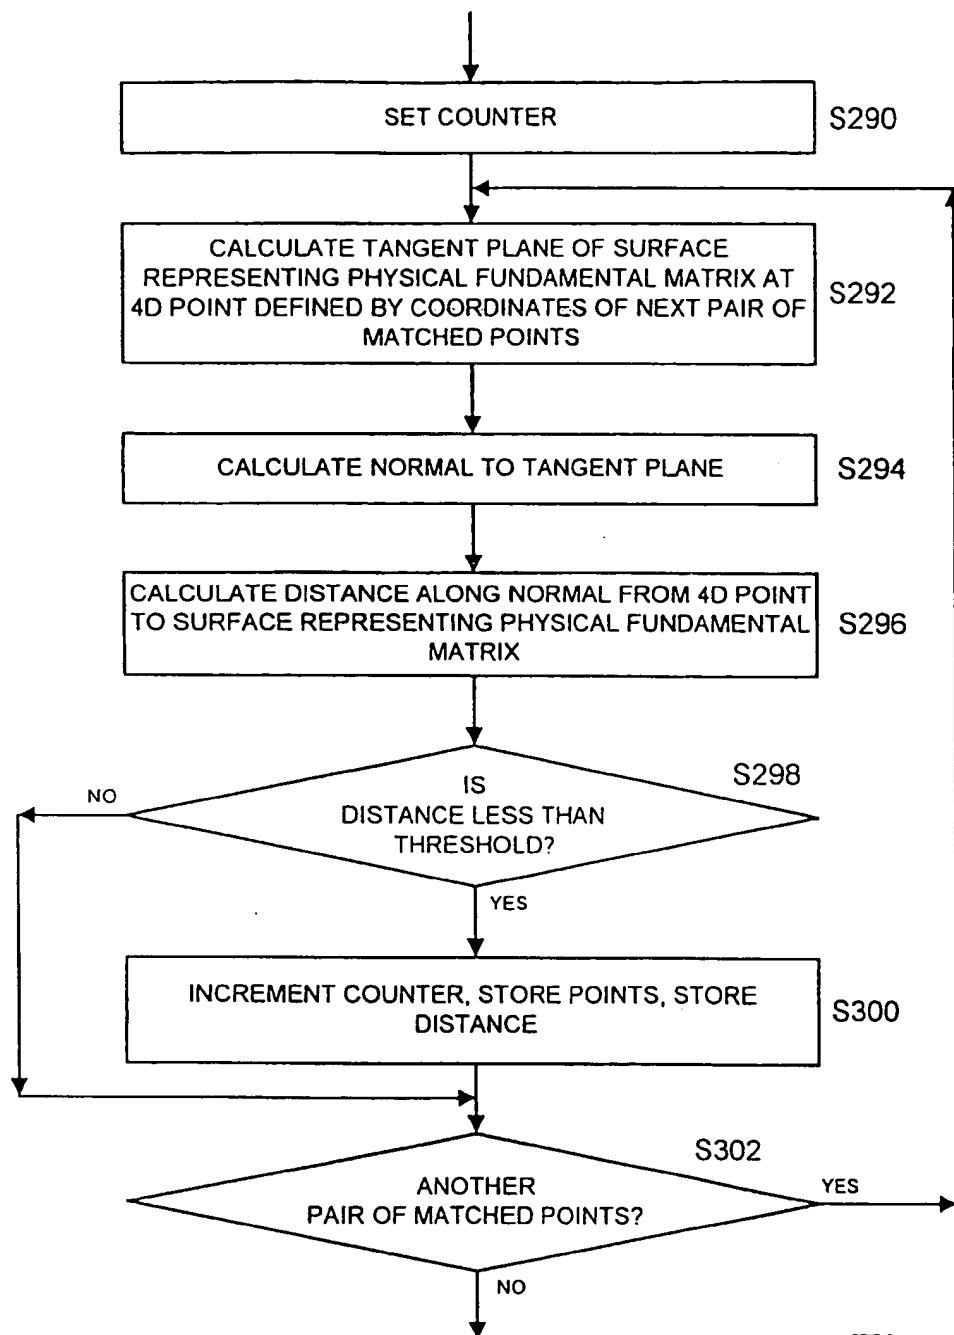 SET COUNTER
S290
CALCULATE TANGENT PLANE OF SURFACE
REPRESENTING PHYSICAL FUNDAMENTAL MATRIX AT
4D POINT DEFINED BY COORDINATES OF NEXT PAIR OF
MATCHED POINTS
S292
CALCULATE NORMAL TO TANGENT PLANE
S294
CALCULATE DISTANCE ALONG NORMAL FROM 4D POINT
TO SURFACE REPRESENTING PHYSICAL FUNDAMENTAL
MATRIX
S296
S298
NO
IS
DISTANCE LESS THAN
THRESHOLD?
YES
INCREMENT COUNTER, STORE POINTS, STORE
DISTANCE
S300
S302
ANOTHER
PAIR OF MATCHED POINTS?
YES
NO